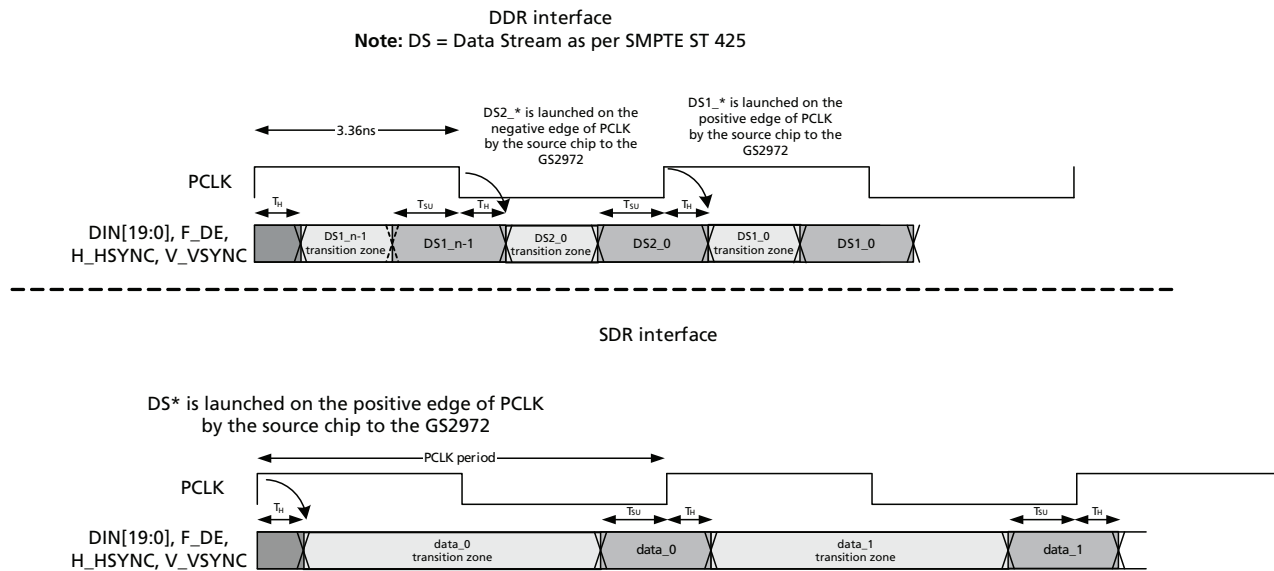 DDR interface
Note: DS = Data Stream as per SMPTE ST 425
DS2_* is launched on the
negative edge of PCLK
by the source chip to the
GS2972
DS1_* is launched on the
positive edge of PCLK
by the source chip to the
GS2972
3.36ns
PCLK
TH
TSU
TH
TSU
TH
DIN[19:0], F_DE,
H_HSYNC, V_VSYNC
DS1_n-1
transition zone
DS1_n-1
DS2_0
transition zone
DS2_0
DS1_0
transition zone
DS1_0
SDR interface
DS* is launched on the positive edge of PCLK
by the source chip to the GS2972
PCLK period
PCLK
TH
TSU
TH
TSU
TH
DIN[19:0], F_DE,
H_HSYNC, V_VSYNC
data_0
transition zone
data_0
data_1
transition zone
data_1